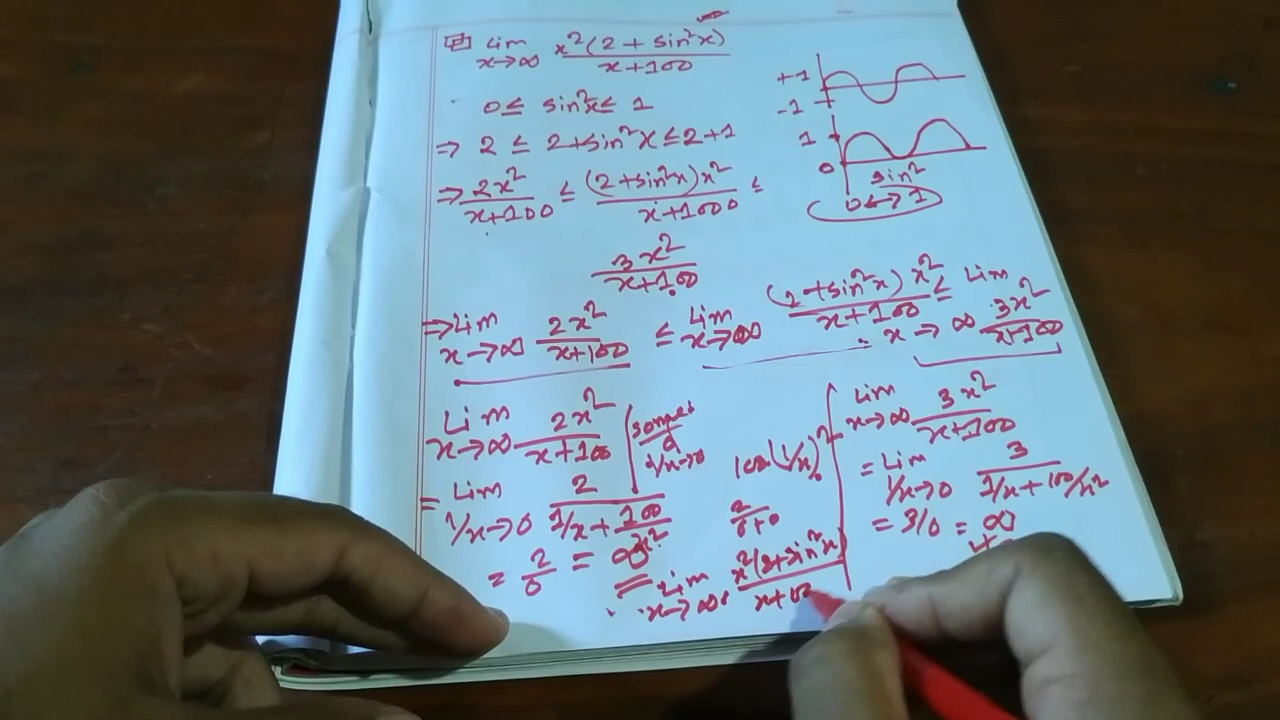 lim x→∞ x²(2 + sin²x) / x+100
0 ≤ sin²x ≤ 1
⇒ 2 ≤ 2+sin²x ≤ 2+1
⇒ 2x² / x+100 ≤ (2+sin²x)x² / x+1000 ≤
3x² / x+100
⇒ Lim x→∞ 2x² / x+100 ≤ Lim x→∞ (2+sin²x) x² / x+100 ≤ Lim x→∞ 3x² / x+100
+1
-1
1
0
sin²
0↔1
Lim x→∞ 2x² / x+100
= Lim 1/x→0 2 / 1/x + 100/x²
= 2/0 = ∞
1/x→0
Lim x→∞ 3x² / x+100
= Lim 1/x→0 3 / 1/x + 100/x²
= 3/0 = ∞
Lim x→∞ x²(2+sin²x) / x+100